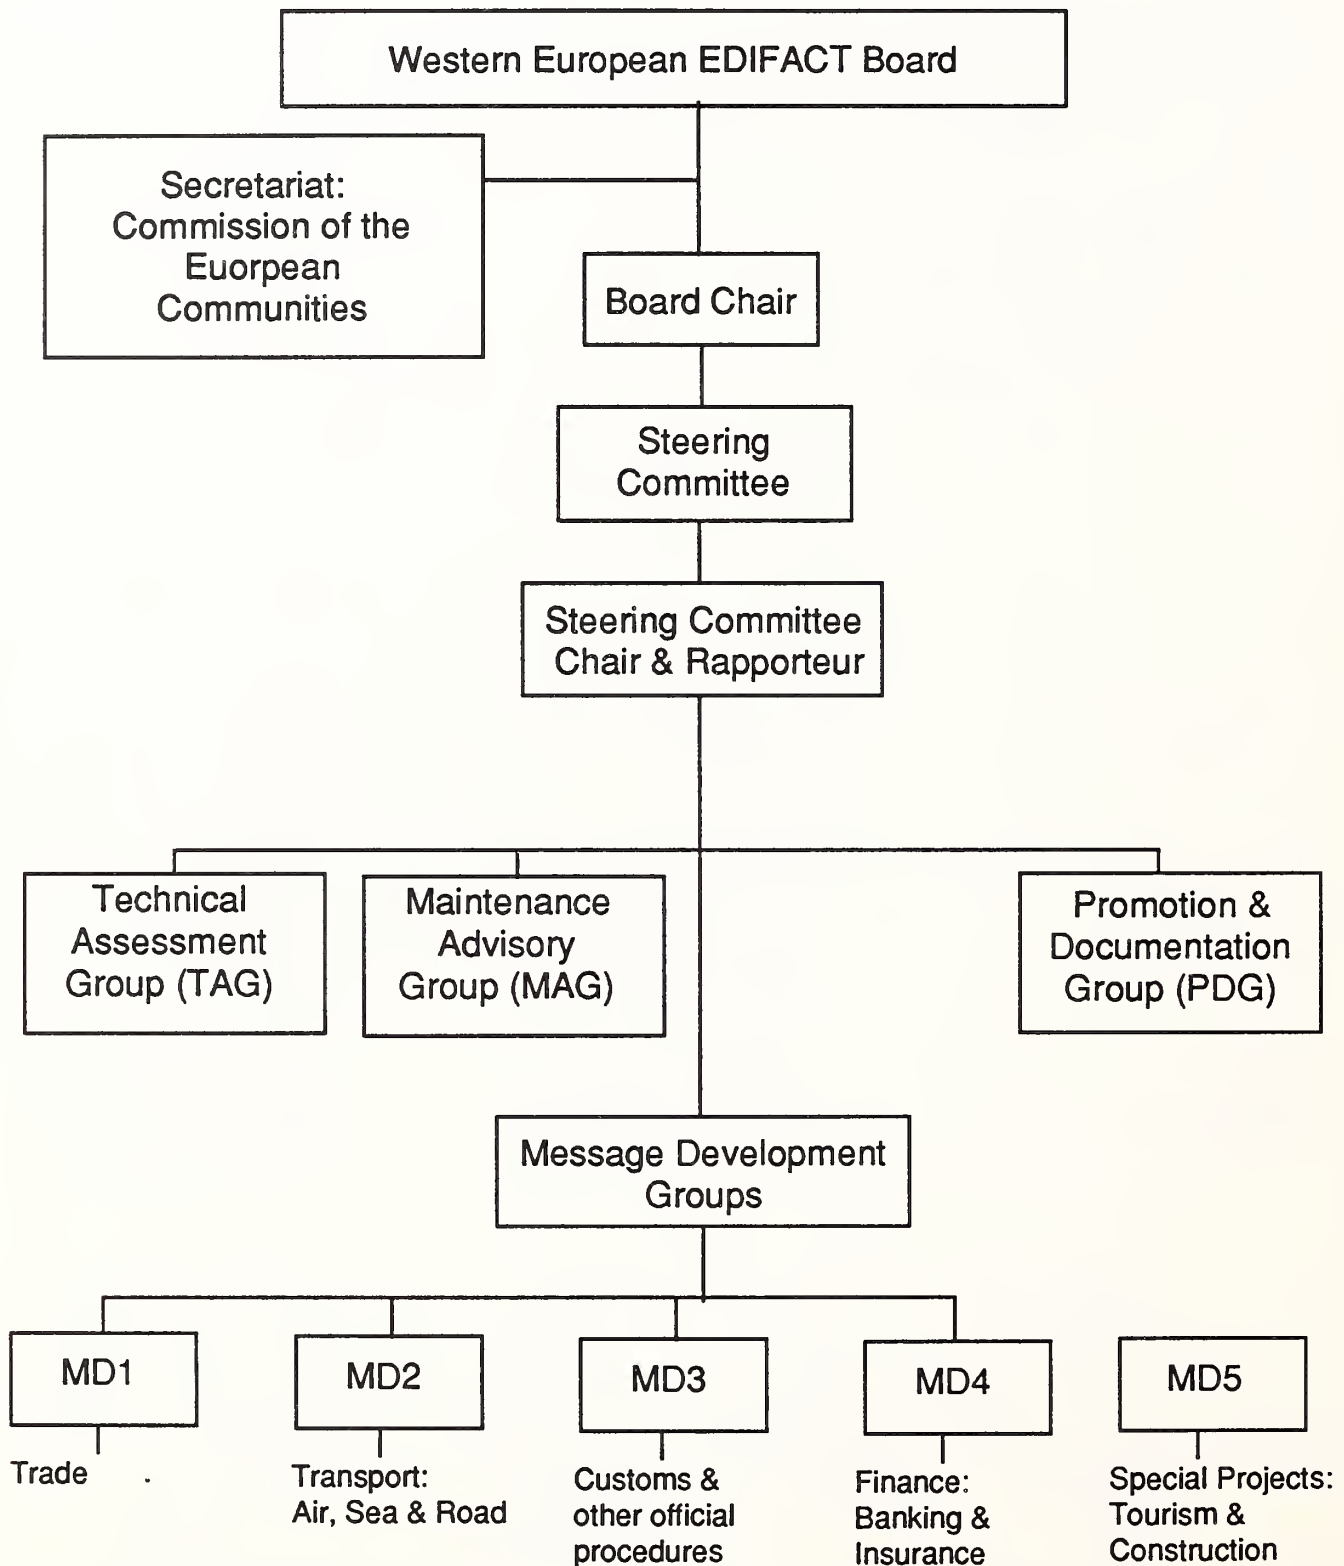 Western European EDIFACT Board
Secretariat:
Commission of the
Euorpean
Communities
Board Chair
Steering
Committee
Steering Committee
Chair & Rapporteur
Technical
Assessment
Group (TAG)
Maintenance
Advisory
Group (MAG)
Promotion &
Documentation
Group (PDG)
Message Development
Groups
MD1
MD2
MD3
MD4
MD5
Trade
Transport:
Air, Sea & Road
Customs &
other official
procedures
Finance:
Banking &
Insurance
Special Projects:
Tourism &
Construction